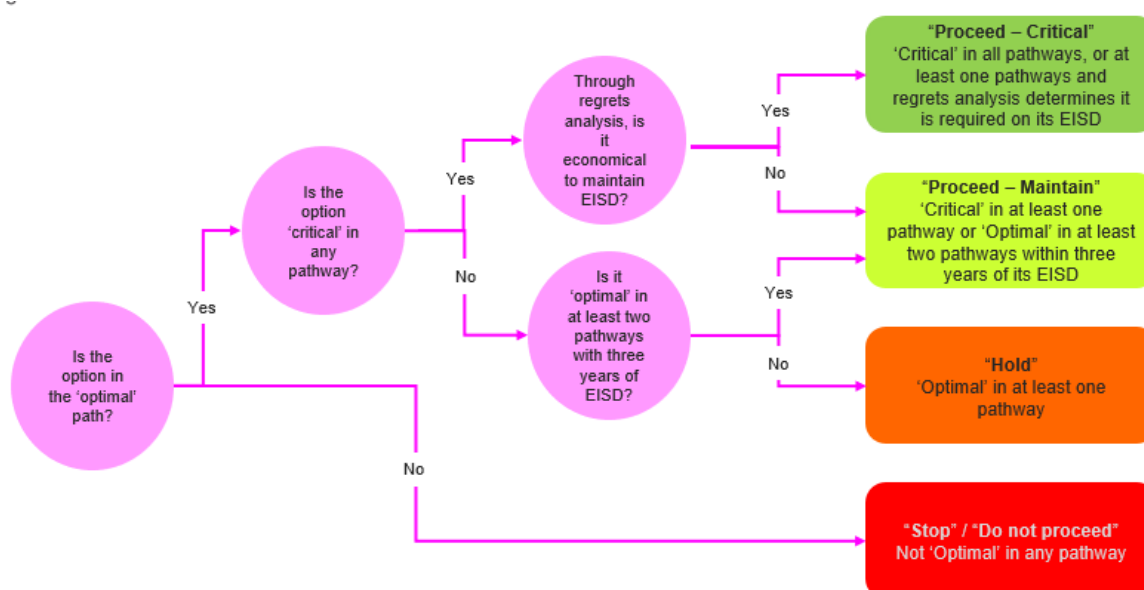 Is the
option in
the ‘optimal’
path?
Yes
No
Is the
option
‘critical’ in
any
pathway?
Yes
No
Through
regrets
analysis, is
it
economical
to maintain
EISD?
Yes
No
Is it
‘optimal’ in
at least two
pathways
with three
years of
EISD?
Yes
No
“Proceed – Critical”
‘Critical’ in all pathways, or at
least one pathways and
regrets analysis determines it
is required on its EISD
“Proceed – Maintain”
‘Critical’ in at least one
pathway or ‘Optimal’ in at least
two pathways within three
years of its EISD
“Hold”
‘Optimal’ in at least one
pathway
“Stop” / “Do not proceed”
Not ‘Optimal’ in any pathway